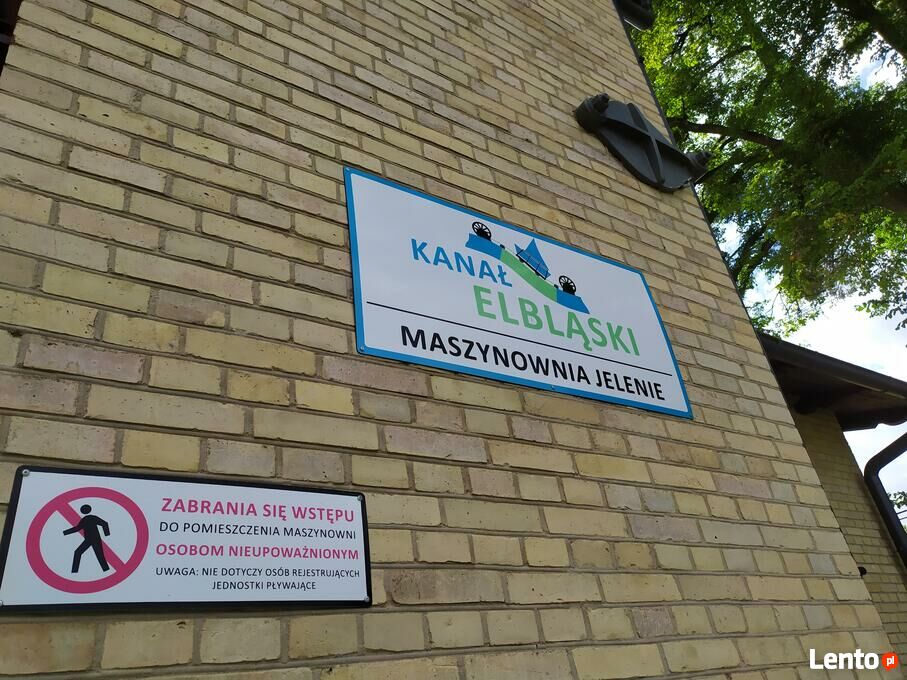 KANAŁ
ELBLĄSKI
MASZYNOWNIA JELENIE
ZABRANIA SIĘ WSTĘPU
DO POMIESZCZENIA MASZYNOWNI
OSOBOM NIEUPOWAŻNIONYM
UWAGA: NIE DOTYCZY OSÓB REJESTRUJĄCYCH
JEDNOSTKI PŁYWAJĄCE
Lento.pl